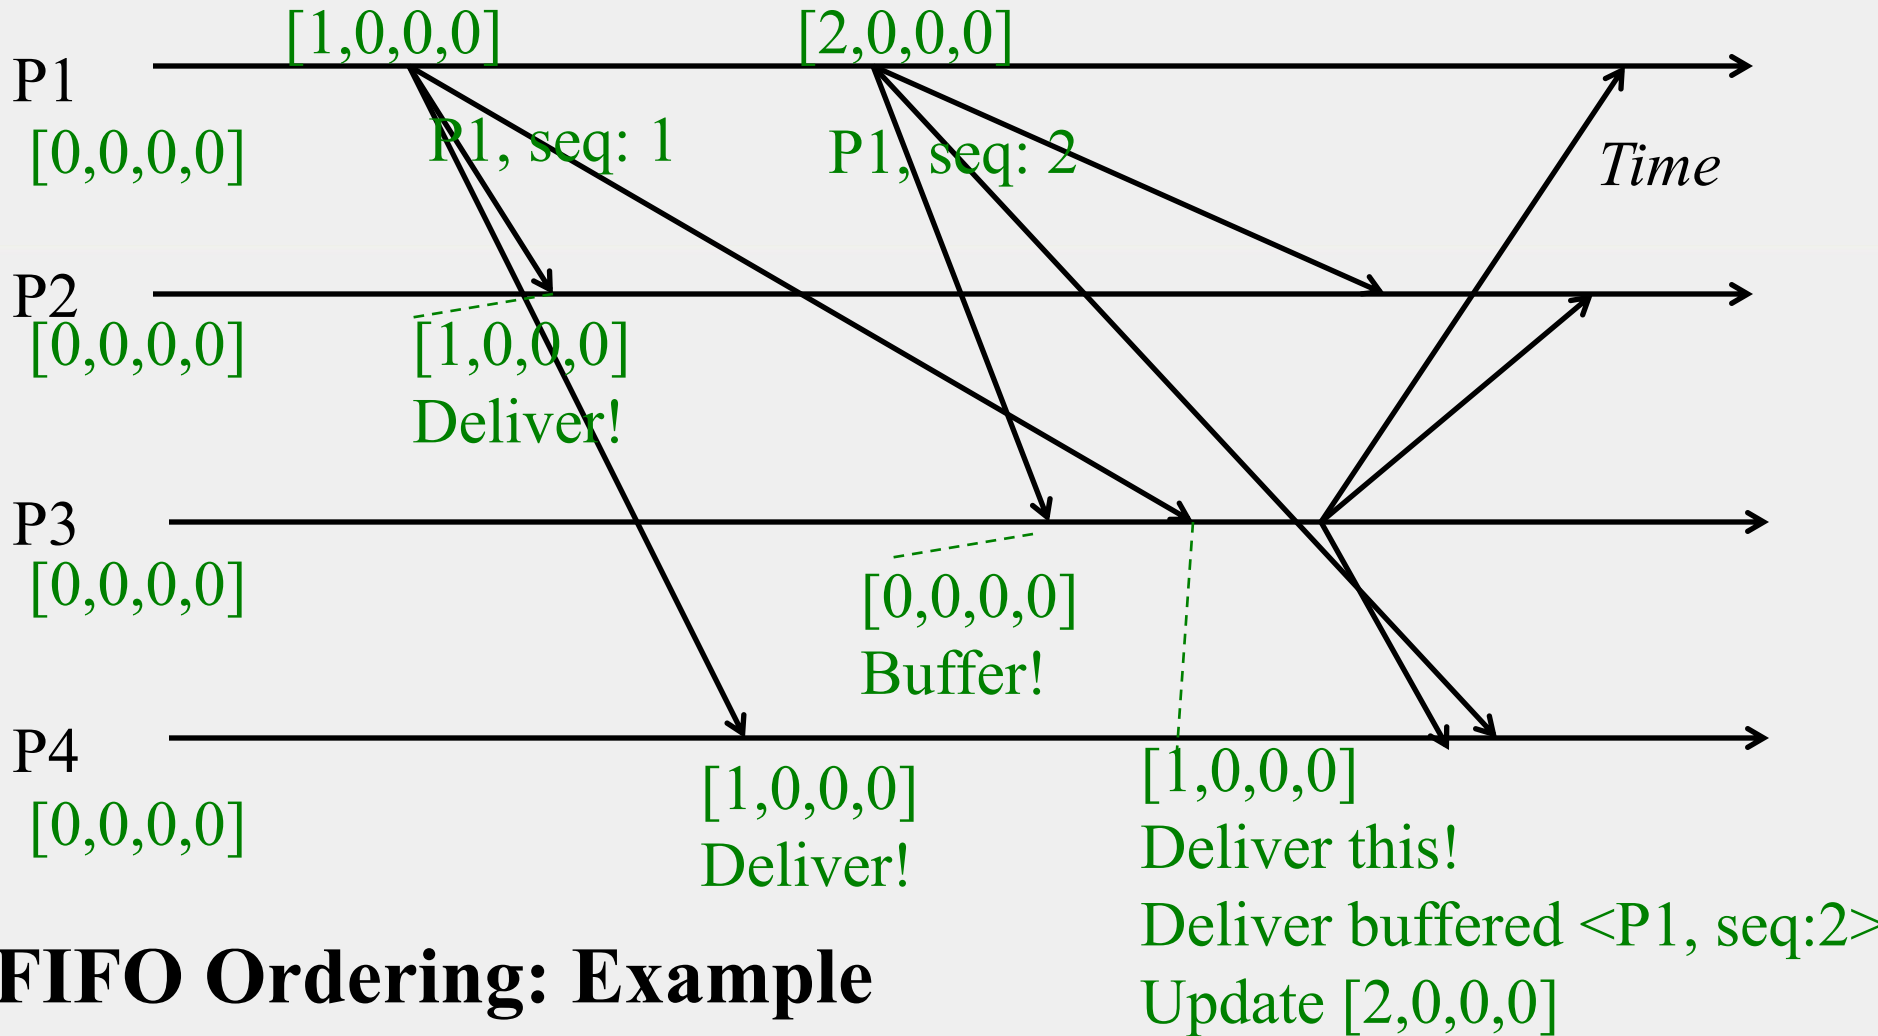 [1,0,0,0]
[2,0,0,0]
P1
P1, seq: 1
P1, seq: 2
[0,0,0,0]
Time
P2
[0,0,0,0]
[1,0,0,0]
Deliver!
P3
[0,0,0,0]
[0,0,0,0]
Buffer!
P4
[0,0,0,0]
[1,0,0,0]
Deliver!
[1,0,0,0]
Deliver this!
Deliver buffered <P1, seq:2>
Update [2,0,0,0]
FIFO Ordering: Example